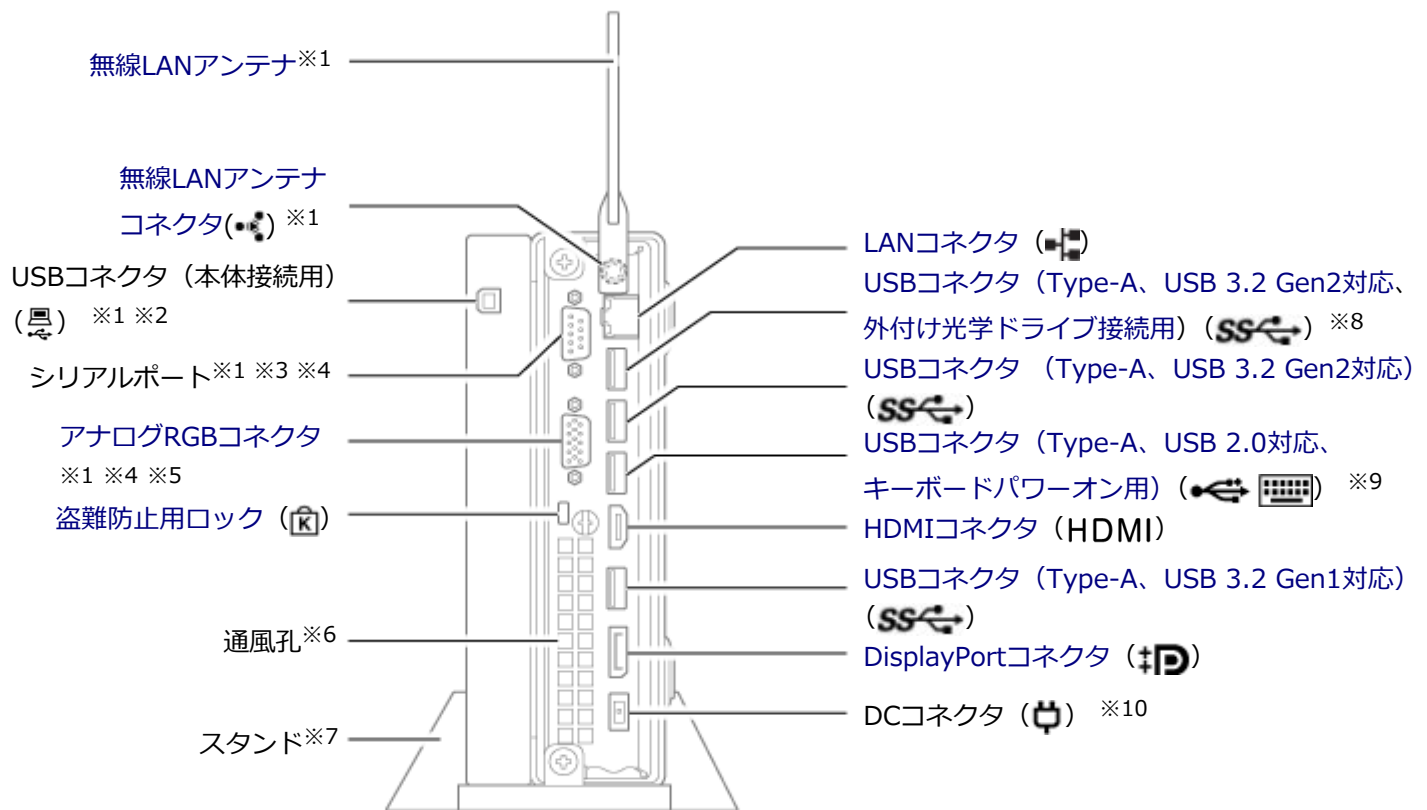 無線LANアンテナ※1
無線LANアンテナ
コネクタ() ※1
USBコネクタ（本体接続用）
（） ※1 ※2
シリアルポート※1 ※3 ※4
アナログRGBコネクタ
※1 ※4 ※5
盗難防止用ロック（K）
通風孔※6
スタンド※7
LANコネクタ（）
USBコネクタ（Type-A、USB 3.2 Gen2対応、
外付け光学ドライブ接続用）（SS） ※8
USBコネクタ （Type-A、USB 3.2 Gen2対応）
（SS）
USBコネクタ（Type-A、USB 2.0対応、
キーボードパワーオン用）（） ※9
HDMIコネクタ（HDMI）
USBコネクタ（Type-A、USB 3.2 Gen1対応）
（SS）
DisplayPortコネクタ（D）
DCコネクタ（） ※10